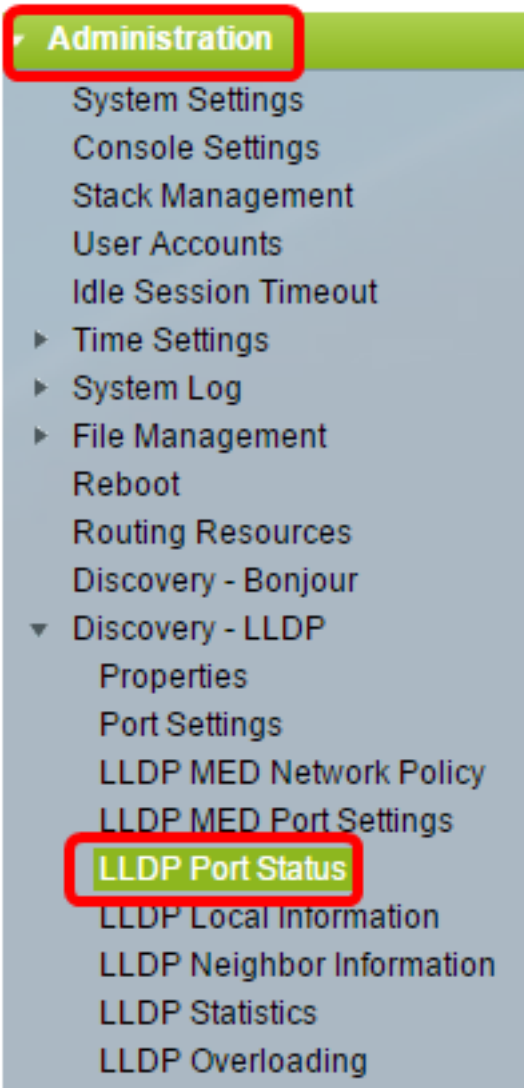 Administration
System Settings
Console Settings
Stack Management
User Accounts
Idle Session Timeout
Time Settings
System Log
File Management
Reboot
Routing Resources
Discovery - Bonjour
Discovery - LLDP
Properties
Port Settings
LLDP MED Network Policy
LLDP MED Port Settings
LLDP Port Status
LLDP Local Information
LLDP Neighbor Information
LLDP Statistics
LLDP Overloading